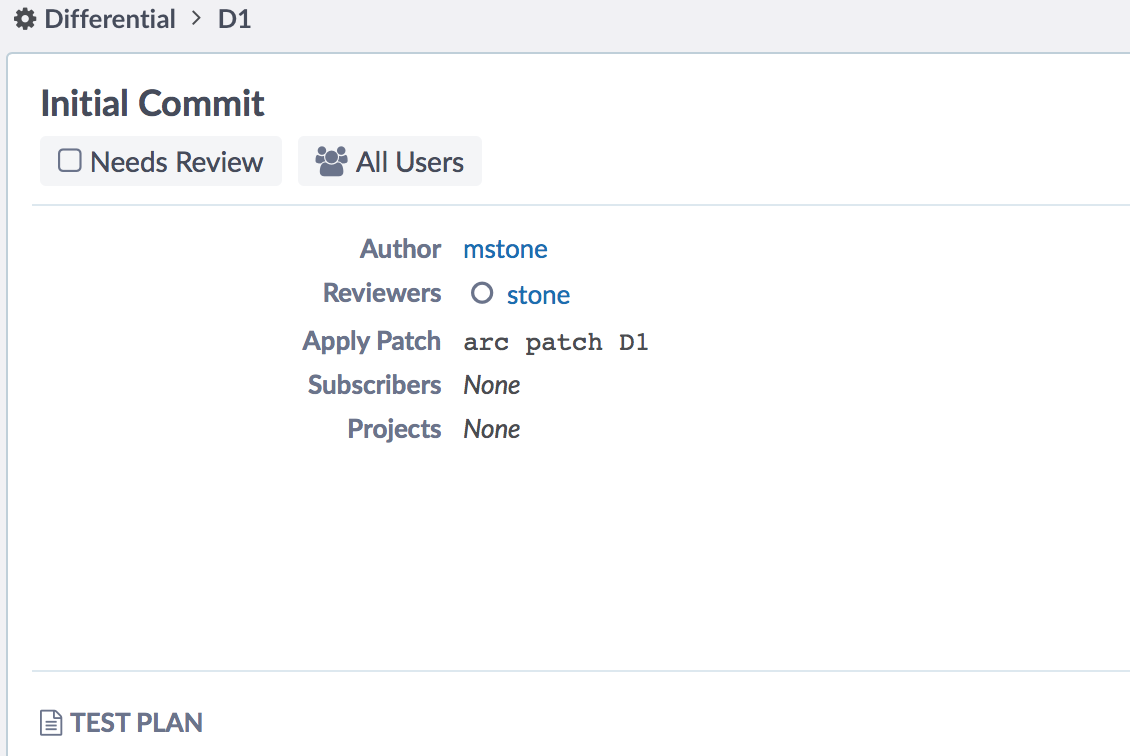 Differential > D1
Initial Commit
Needs Review All Users
Author mstone
Reviewers stone
Apply Patch arc patch D1
Subscribers None
Projects None
TEST PLAN